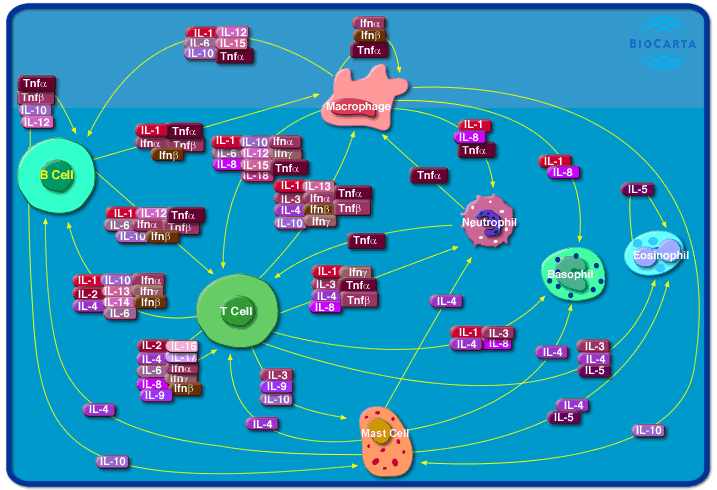 BIOCARTA
Ifnα
Ifnβ
Tnfα
IL-1 IL-12
IL-6 IL-15
IL-10 Tnfα
Tnfα
Tnfβ
IL-10
IL-12
Macrophage
IL-1 Tnfα
Ifnα Tnfβ
Ifnβ
IL-1 IL-10 Ifnα
IL-6 IL-12 Ifnγ
IL-8 IL-15 Tnfα
IL-18
IL-1
IL-8
Tnfα
IL-1
IL-8
B Cell
Tnfα
IL-5
IL-1 IL-13
IL-3 Ifnα Tnfα
IL-4 Ifnβ Tnfβ
IL-10 Ifnγ
IL-1 IL-12 Tnfα
IL-6 Ifnα Tnfβ
IL-10 Ifnβ
Neutrophil
Tnfα
Eosinophil
Basophil
IL-1 IL-10 Ifnα
IL-2 IL-13 Ifnγ
IL-4 IL-14 Ifnβ
IL-6
IL-1 Ifnγ
IL-3 Tnfα
IL-4 Tnfβ
IL-8
IL-4
T Cell
IL-1 IL-3
IL-4 IL-8
IL-2 IL-16
IL-4 IL-17
IL-6 Ifnα
IL-8 Ifnγ
IL-9 Ifnβ
IL-4
IL-3
IL-4
IL-5
IL-3
IL-9
IL-10
IL-4
IL-4
IL-4
IL-5
Mast Cell
IL-10
IL-10